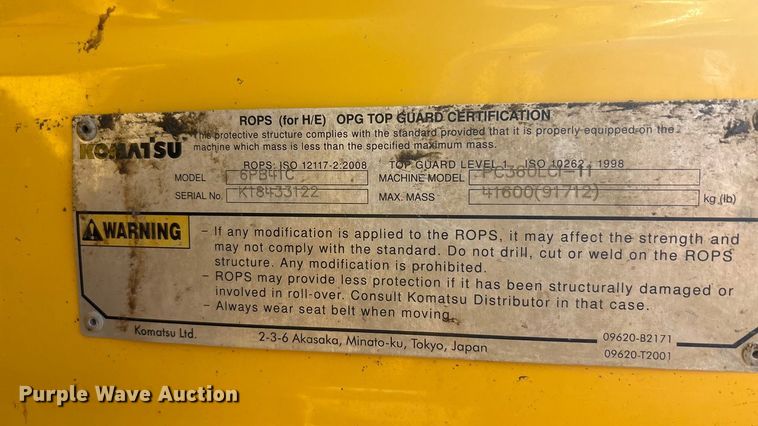 ROPS (for H/E) OPG TOP GUARD CERTIFICATION
KOMATSU
This protective structure complies with the standard provided that it is properly equipped on the
machine which mass is less than the specified maximum mass.
ROPS: ISO 12117-2:2008 TOP GUARD LEVEL 1 ISO 10262 1998
MODEL 6PB41C MACHINE MODEL PC360LCI-11
SERIAL No. K18433122 MAX. MASS 41600(91712) kg (lb)
WARNING
– If any modification is applied to the ROPS, it may affect the strength and
may not comply with the standard. Do not drill, cut or weld on the ROPS
structure. Any modification is prohibited.
– ROPS may provide less protection if it has been structurally damaged or
involved in roll-over. Consult Komatsu Distributor in that case.
– Always wear seat belt when moving.
Komatsu Ltd. 2-3-6 Akasaka, Minato-ku, Tokyo, Japan
09620-B2171
09620-T2001
Purple Wave Auction